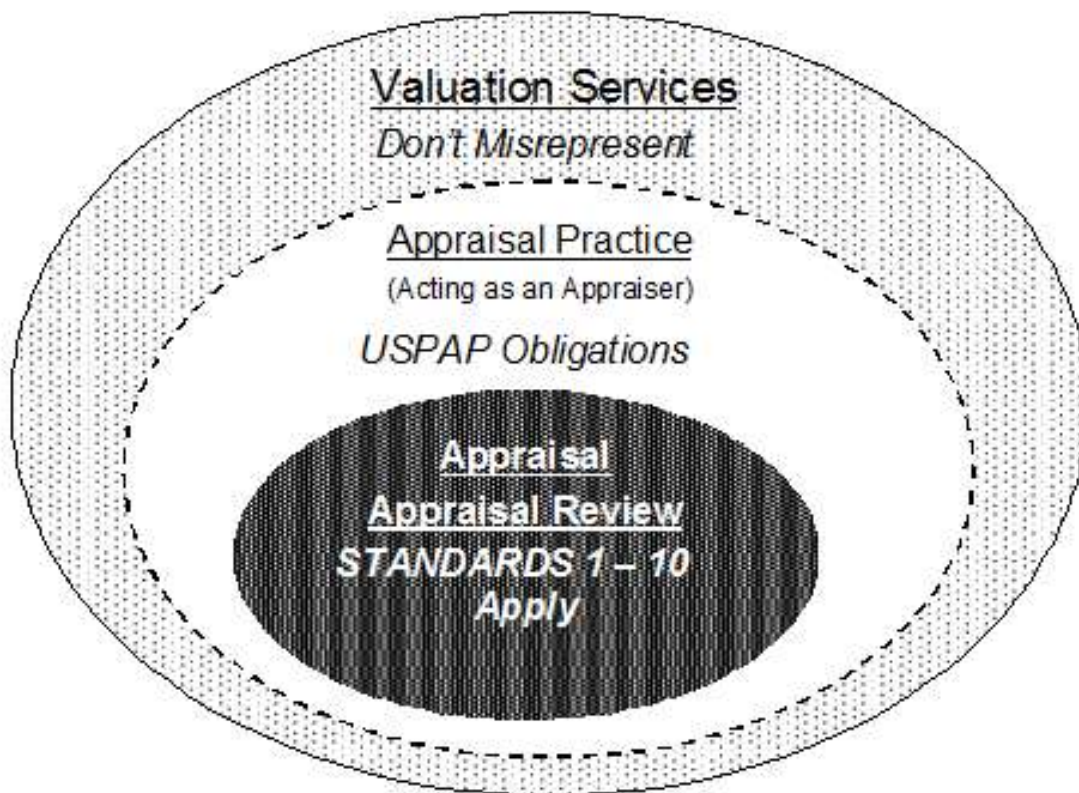 Valuation Services
Don't Misrepresent
Appraisal Practice
(Acting as an Appraiser)
USPAP Obligations
Appraisal
Appraisal Review
STANDARDS 1 – 10
Apply